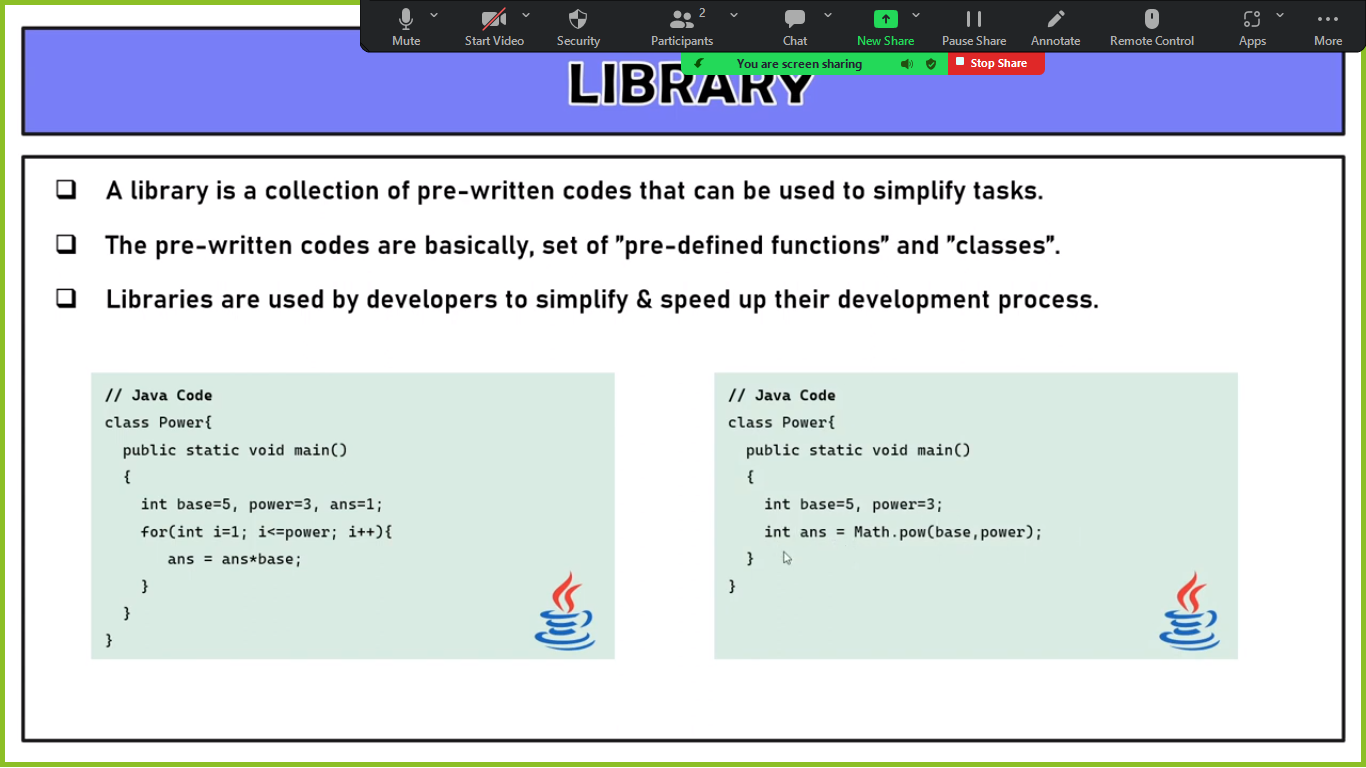 Mute
Start Video
Security
Participants
2
Chat
New Share
Pause Share
Annotate
Remote Control
Apps
More
You are screen sharing
Stop Share
LIBRARY
A library is a collection of pre-written codes that can be used to simplify tasks.
The pre-written codes are basically, set of ”pre-defined functions” and ”classes”.
Libraries are used by developers to simplify & speed up their development process.
// Java Code
class Power{
public static void main()
{
int base=5, power=3, ans=1;
for(int i=1; i<=power; i++){
ans = ans*base;
}
}
}
// Java Code
class Power{
public static void main()
{
int base=5, power=3;
int ans = Math.pow(base,power);
}
}